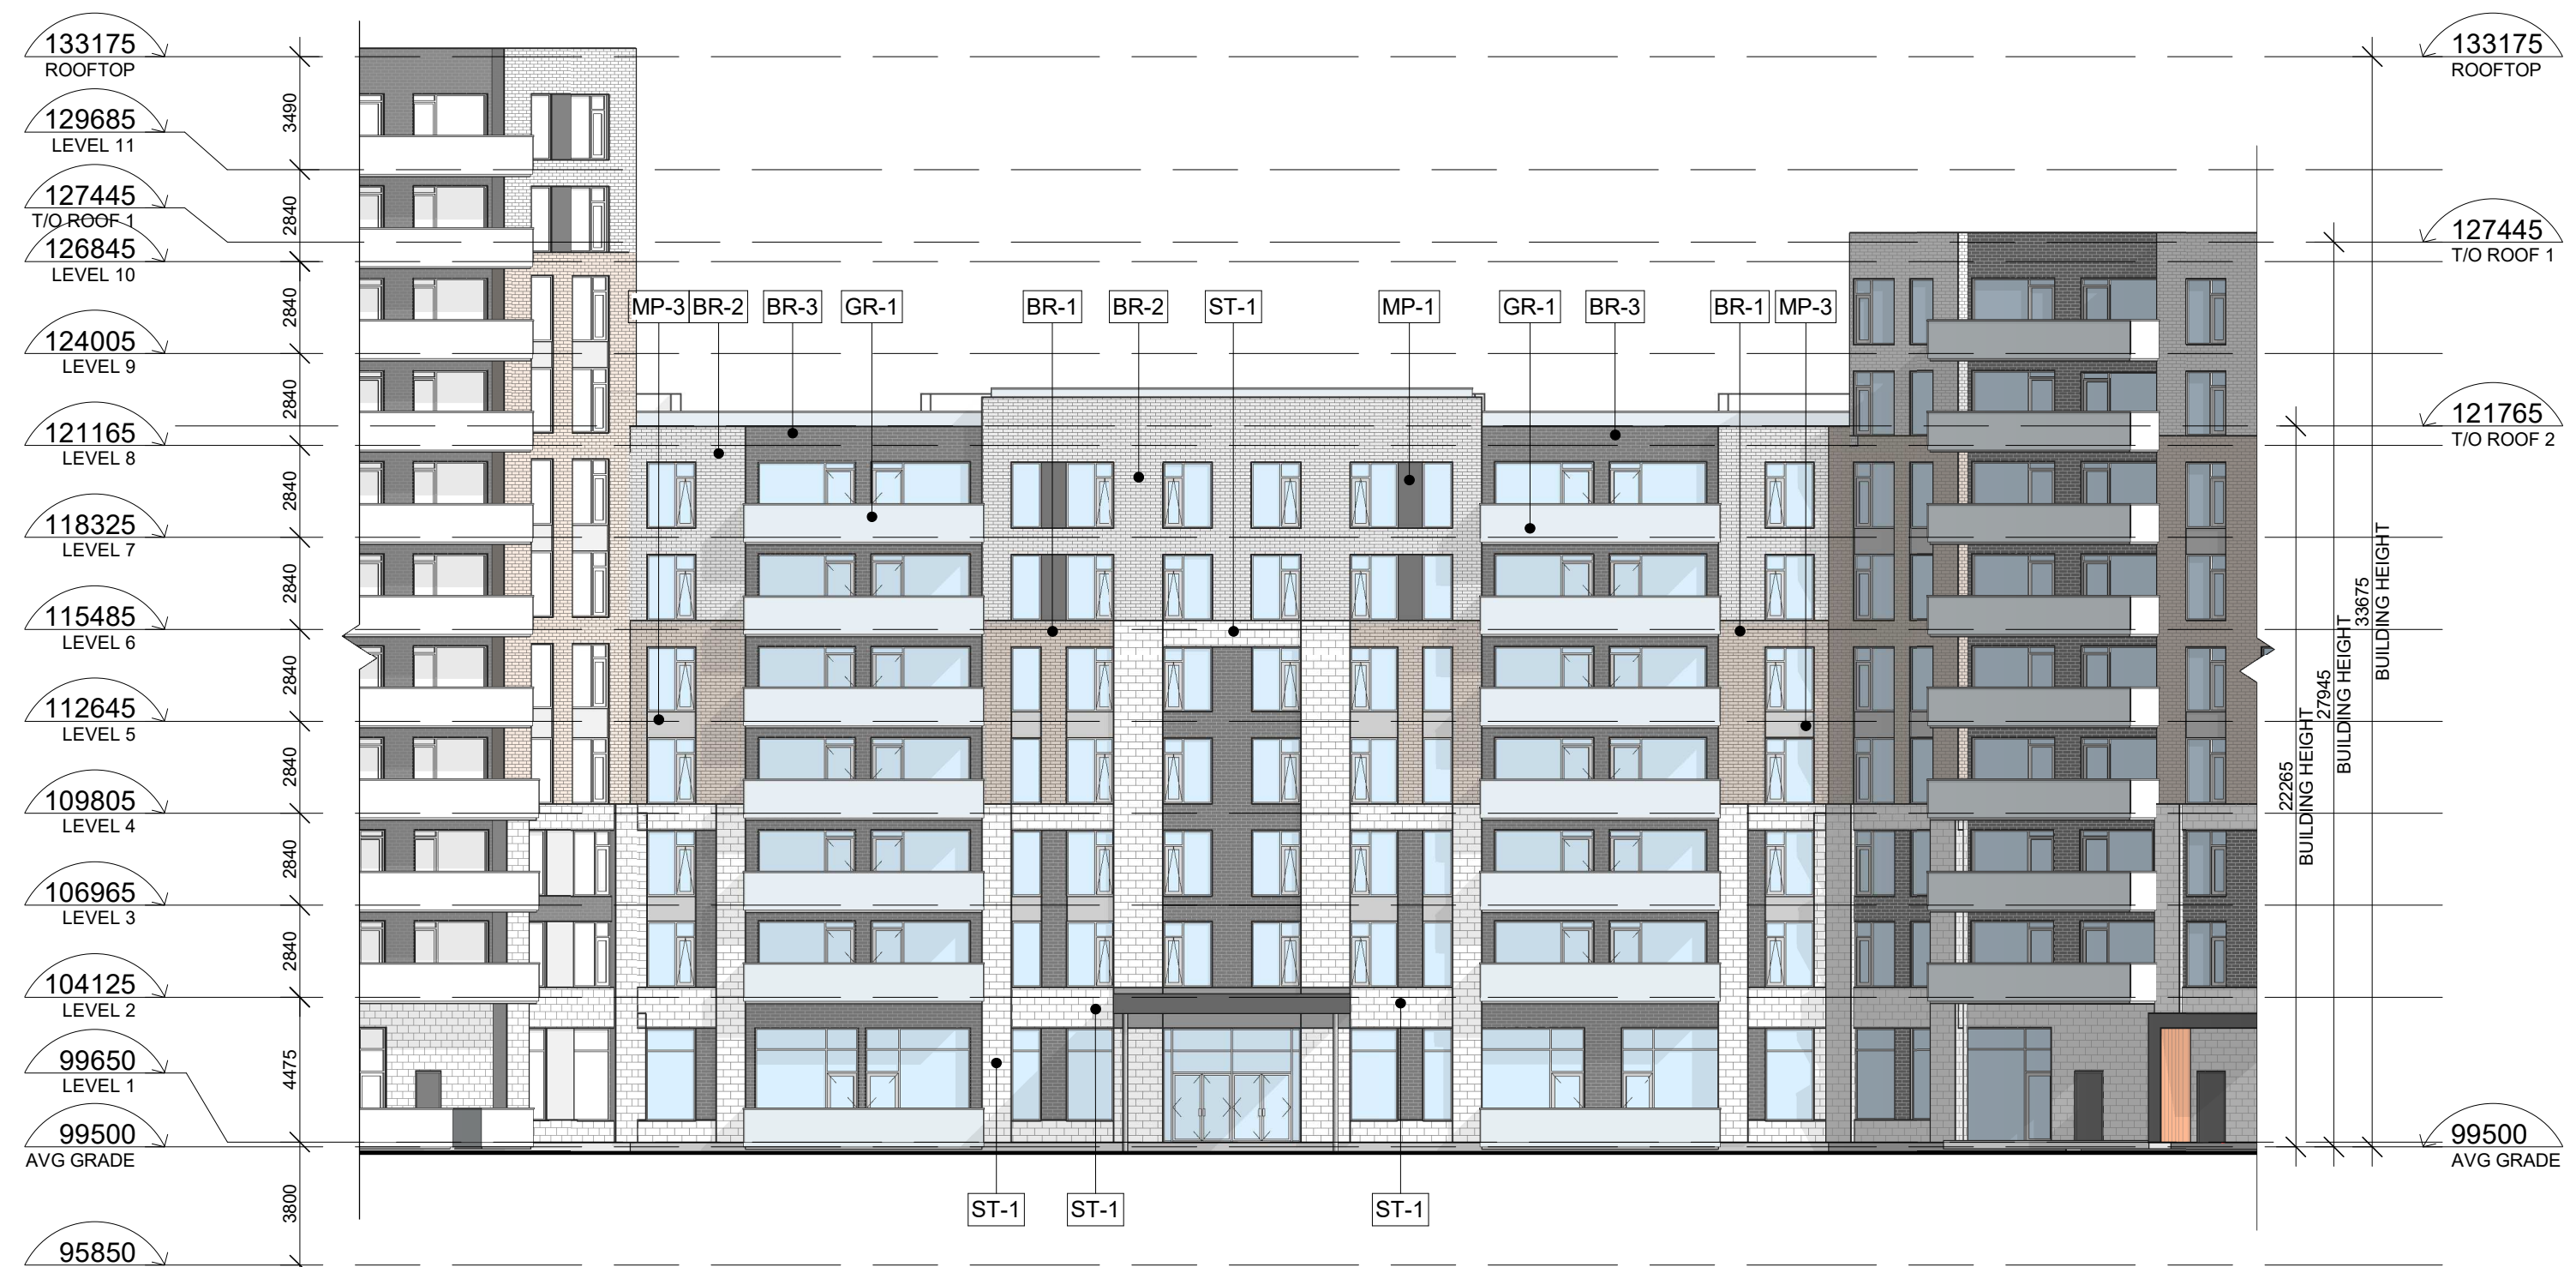 133175
ROOFTOP
129685
LEVEL 11
127445
T/O ROOF 1
126845
LEVEL 10
124005
LEVEL 9
121165
LEVEL 8
118325
LEVEL 7
115485
LEVEL 6
112645
LEVEL 5
109805
LEVEL 4
106965
LEVEL 3
104125
LEVEL 2
99650
LEVEL 1
99500
AVG GRADE
95850
3490
2840
2840
2840
2840
2840
2840
2840
2840
2840
4475
3800
MP-3 BR-2 BR-3 GR-1 BR-1 BR-2 ST-1 MP-1 GR-1 BR-3 BR-1 MP-3
ST-1 ST-1 ST-1
22265
BUILDING HEIGHT
27945
BUILDING HEIGHT
33675
BUILDING HEIGHT
133175
ROOFTOP
127445
T/O ROOF 1
121765
T/O ROOF 2
99500
AVG GRADE